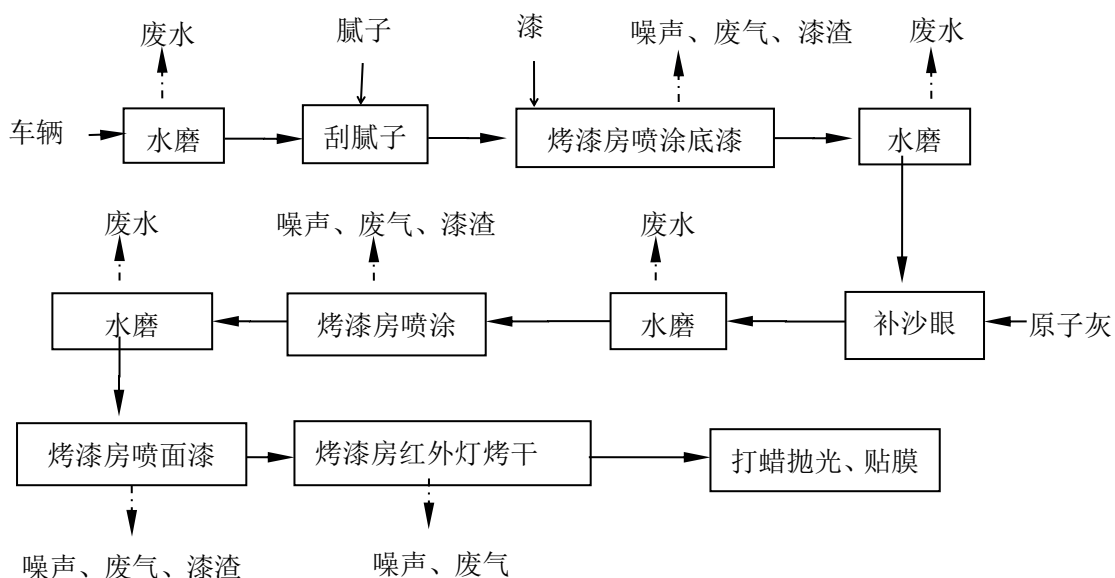 废水
腻子
漆
噪声、废气、漆渣
废水
车辆
水磨
刮腻子
烤漆房喷涂底漆
水磨
废水
噪声、废气、漆渣
废水
水磨
烤漆房喷涂
水磨
补沙眼
原子灰
烤漆房喷面漆
烤漆房红外灯烤干
打蜡抛光、贴膜
噪声、废气、漆渣
噪声、废气